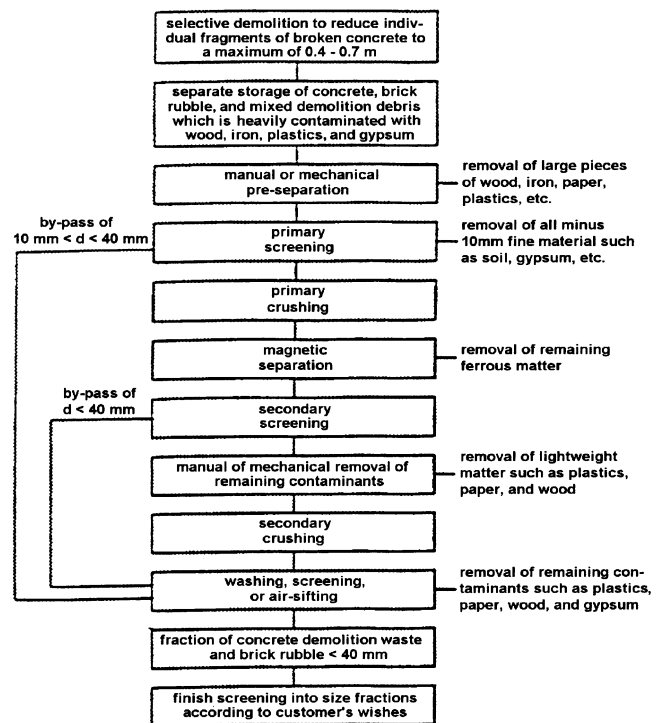 selective demolition to reduce indiv-
dual fragments of broken concrete to
a maximum of 0.4 - 0.7 m
separate storage of concrete, brick
rubble, and mixed demolition debris
which is heavily contaminated with
wood, iron, plastics, and gypsum
manual or mechanical
pre-separation
removal of large pieces
of wood, iron, paper,
plastics, etc.
by-pass of
10 mm < d < 40 mm
primary
screening
removal of all minus
10mm fine material such
as soil, gypsum, etc.
primary
crushing
magnetic
separation
removal of remaining
ferrous matter
by-pass of
d < 40 mm
secondary
screening
manual of mechanical removal of
remaining contaminants
removal of lightweight
matter such as plastics,
paper, and wood
secondary
crushing
washing, screening,
or air-sifting
removal of remaining con-
taminants such as plastics,
paper, wood, and gypsum
fraction of concrete demolition waste
and brick rubble < 40 mm
finish screening into size fractions
according to customer's wishes